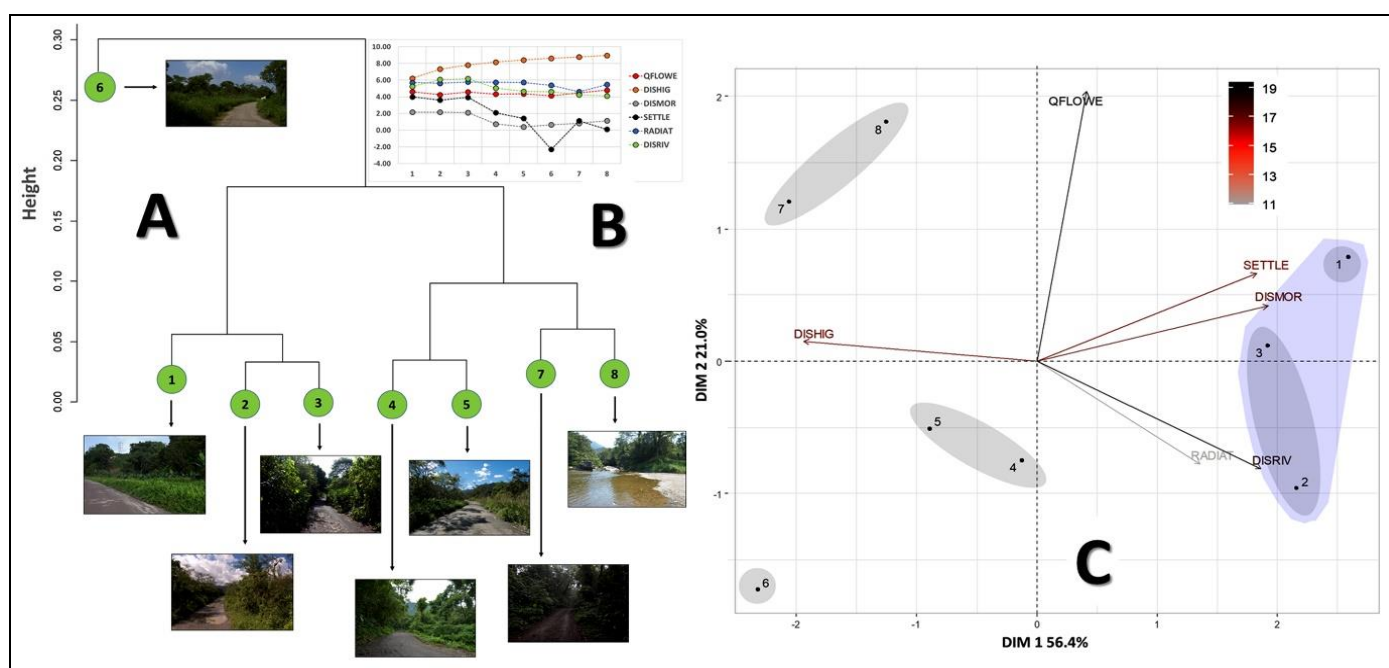 0.30
0.25
0.20
0.15
0.10
0.05
0.00
Height
6
A
1
2
3
4
5
7
8
10.00
8.00
6.00
4.00
2.00
0.00
-2.00
-4.00
1 2 3 4 5 6 7 8
QFLOWE
DISHIG
DISMOR
SETTLE
RADIAT
DISRIV
B
2
1
0
-1
DIM 2 21.0%
-2 -1 0 1 2
DIM 1 56.4%
QFLOWE
19
17
15
13
11
8
7
SETTLE
1
DISMOR
DISHIG
3
5
4
RADIAT
DISRIV
2
6
C